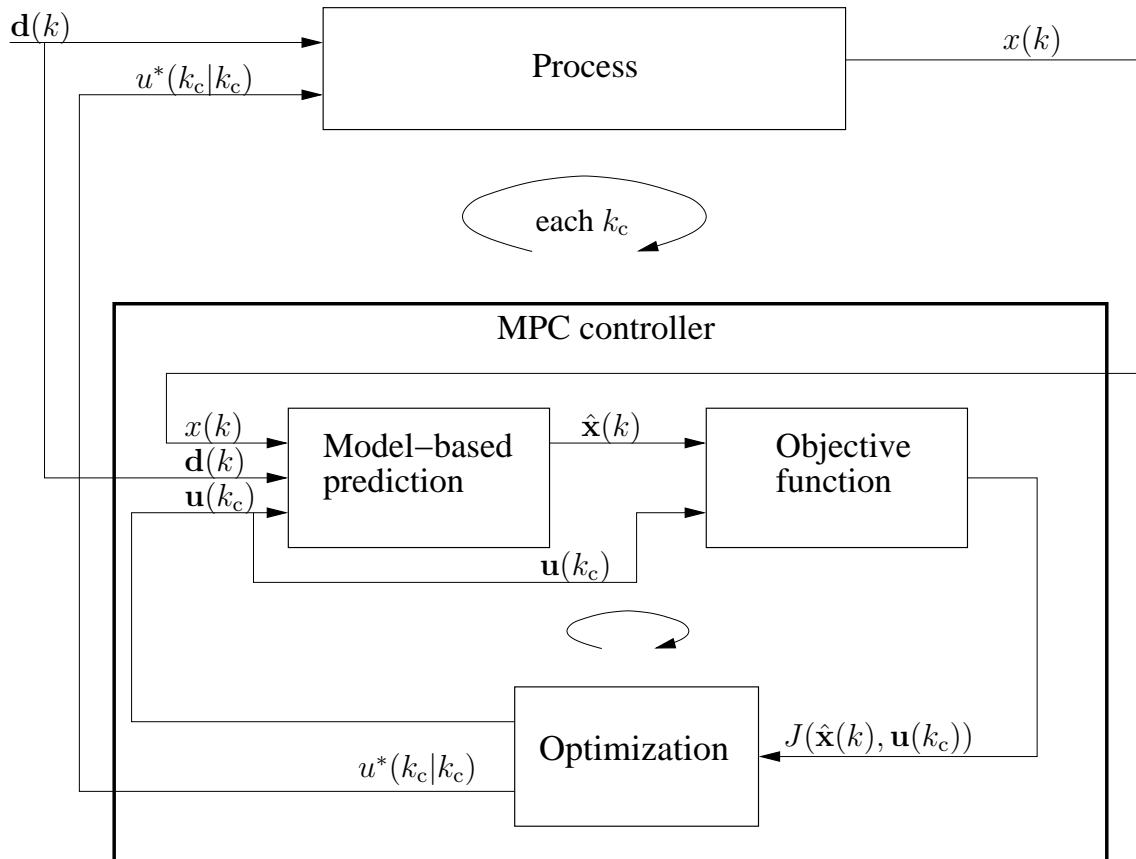 𝐝(k)
x(k)
Process
u*(k_c|k_c)
each k_c
MPC controller
x(k)
𝐱̂(k)
𝐝(k)
𝐮(k_c)
Model−based
prediction
Objective
function
𝐮(k_c)
Optimization
J(𝐱̂(k), 𝐮(k_c))
u*(k_c|k_c)